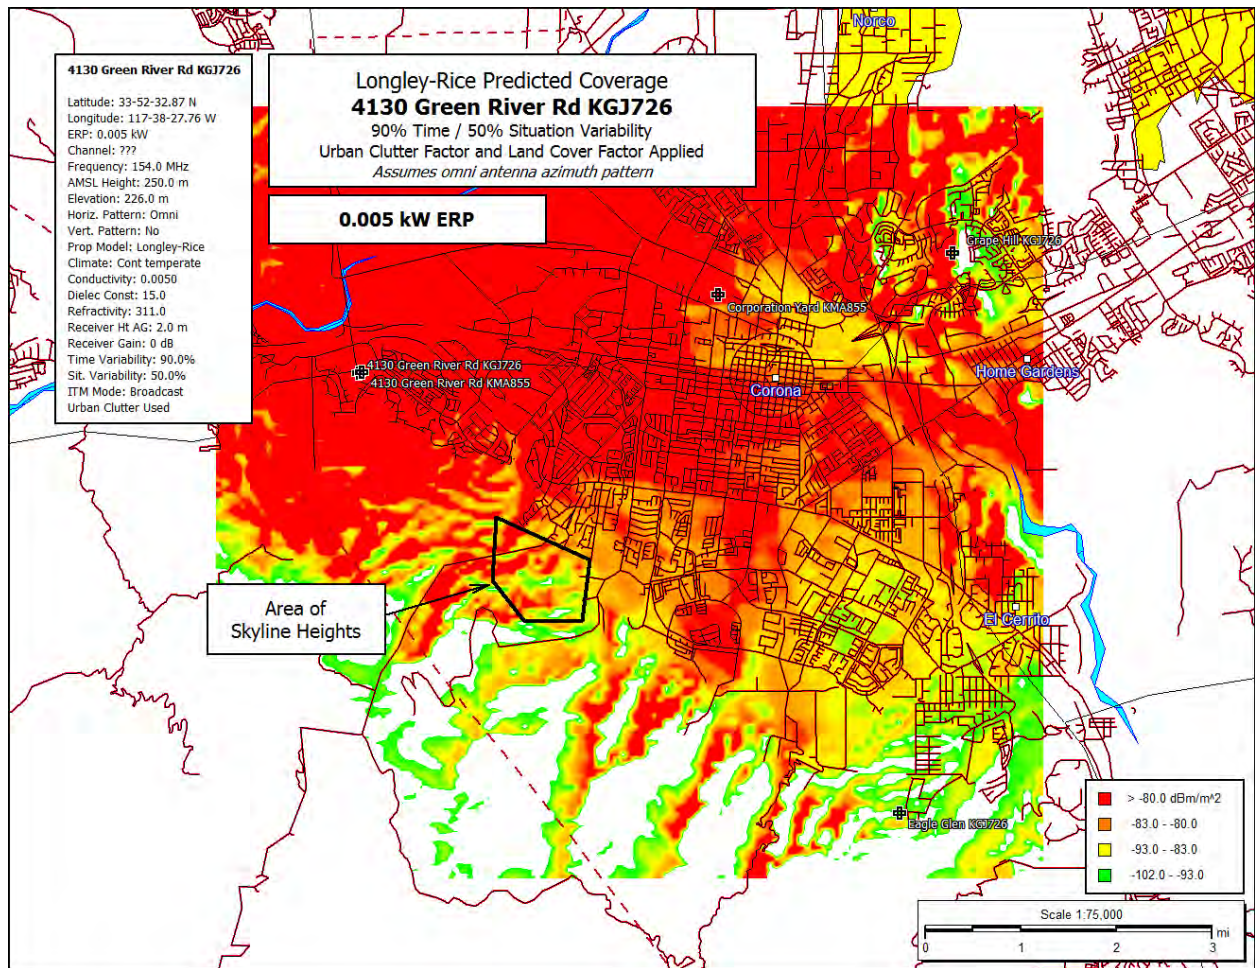 Norco
4130 Green River Rd KGJ726
Latitude: 33-52-32.87 N
Longitude: 117-38-27.76 W
ERP: 0.005 kW
Channel: ???
Frequency: 154.0 MHz
AMSL Height: 250.0 m
Elevation: 226.0 m
Horiz. Pattern: Omni
Vert. Pattern: No
Prop Model: Longley-Rice
Climate: Cont temperate
Conductivity: 0.0050
Dielec Const: 15.0
Refractivity: 311.0
Receiver Ht AG: 2.0 m
Receiver Gain: 0 dB
Time Variability: 90.0%
Sit. Variability: 50.0%
ITM Mode: Broadcast
Urban Clutter Used
Longley-Rice Predicted Coverage
4130 Green River Rd KGJ726
90% Time / 50% Situation Variability
Urban Clutter Factor and Land Cover Factor Applied
Assumes omni antenna azimuth pattern
0.005 kW ERP
Grape Hill KGJ726
Corporation Yard KMA855
4130 Green River Rd KGJ726
4130 Green River Rd KMA855
Home Gardens
Corona
Area of
Skyline Heights
El Cerrito
Eagle Glen KGJ726
> -80.0 dBm/m^2
-83.0 - -80.0
-93.0 - -83.0
-102.0 - -93.0
Scale 1:75,000
0 1 2 3 mi